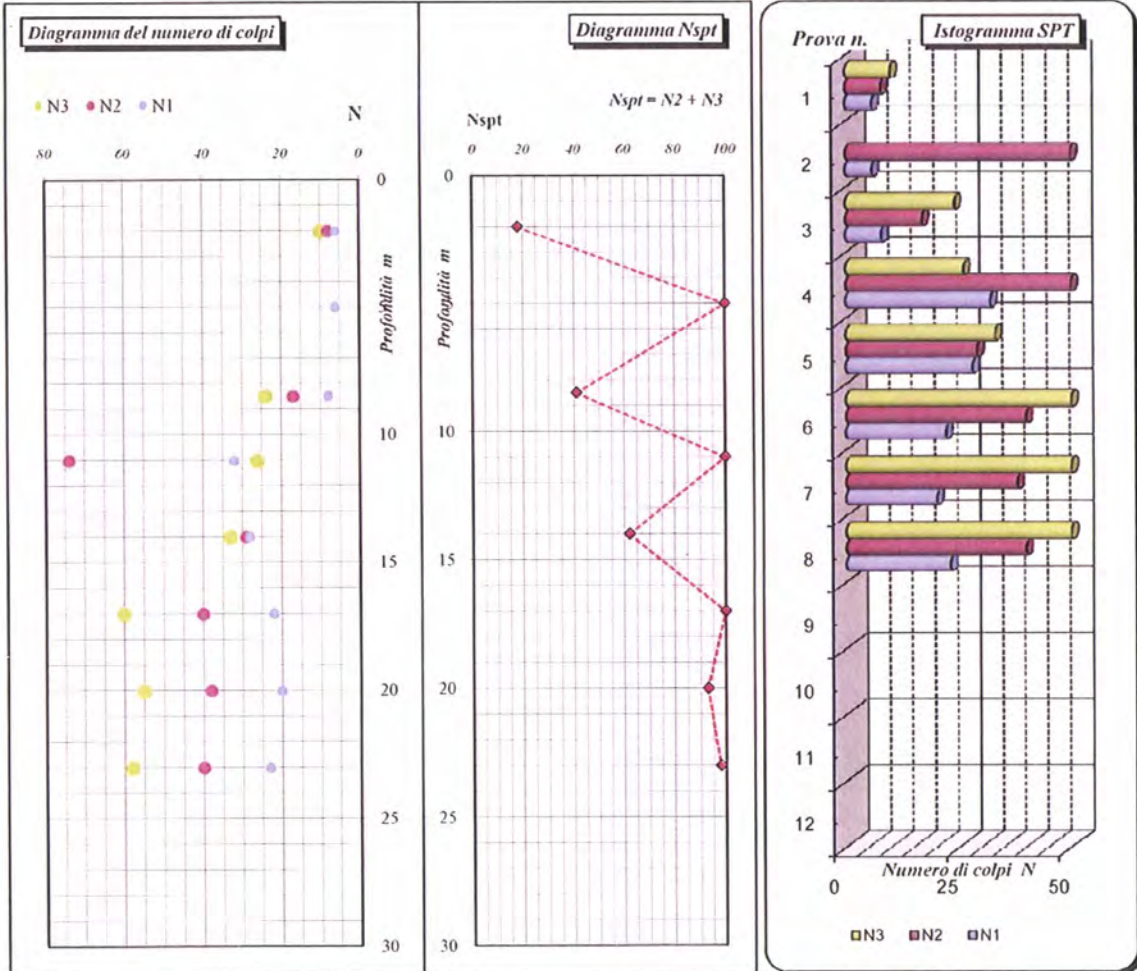 Diagramma del numero di colpi
N3 N2 N1
N
80 60 40 20 0
0
10
15
20
25
30
Profondità m
Diagramma Nspt
Nspt = N2 + N3
Nspt
0 20 40 60 80 100
0
10
15
20
25
30
Profondità m
Istogramma SPT
Prova n.
1
2
3
4
5
6
7
8
9
10
11
12
Numero di colpi N
0 25 50
N3 N2 N1